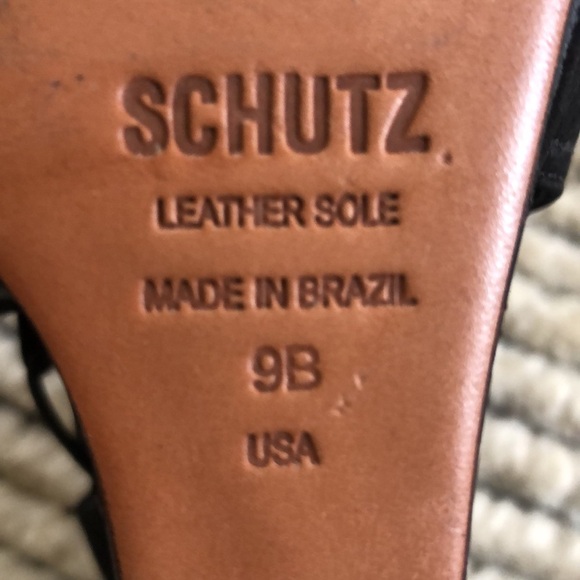 SCHUTZ
LEATHER SOLE
MADE IN BRAZIL
9B
USA